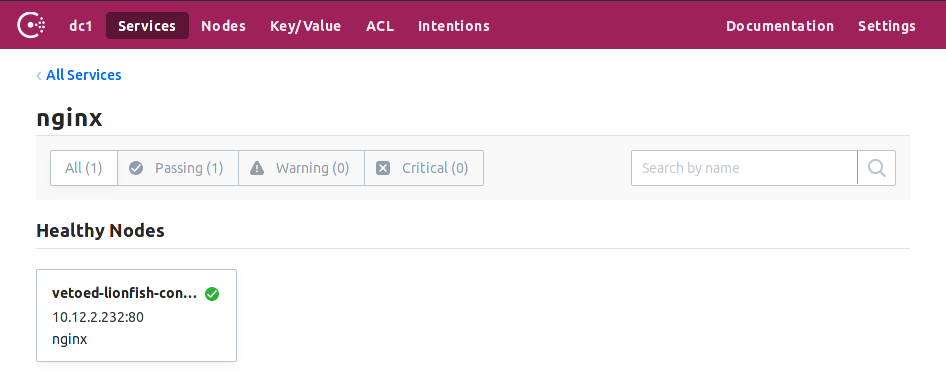 dc1 Services Nodes Key/Value ACL Intentions Documentation Settings
‹ All Services
nginx
All (1) Passing (1) Warning (0) Critical (0) Search by name
Healthy Nodes
vetoed-lionfish-con...
10.12.2.232:80
nginx